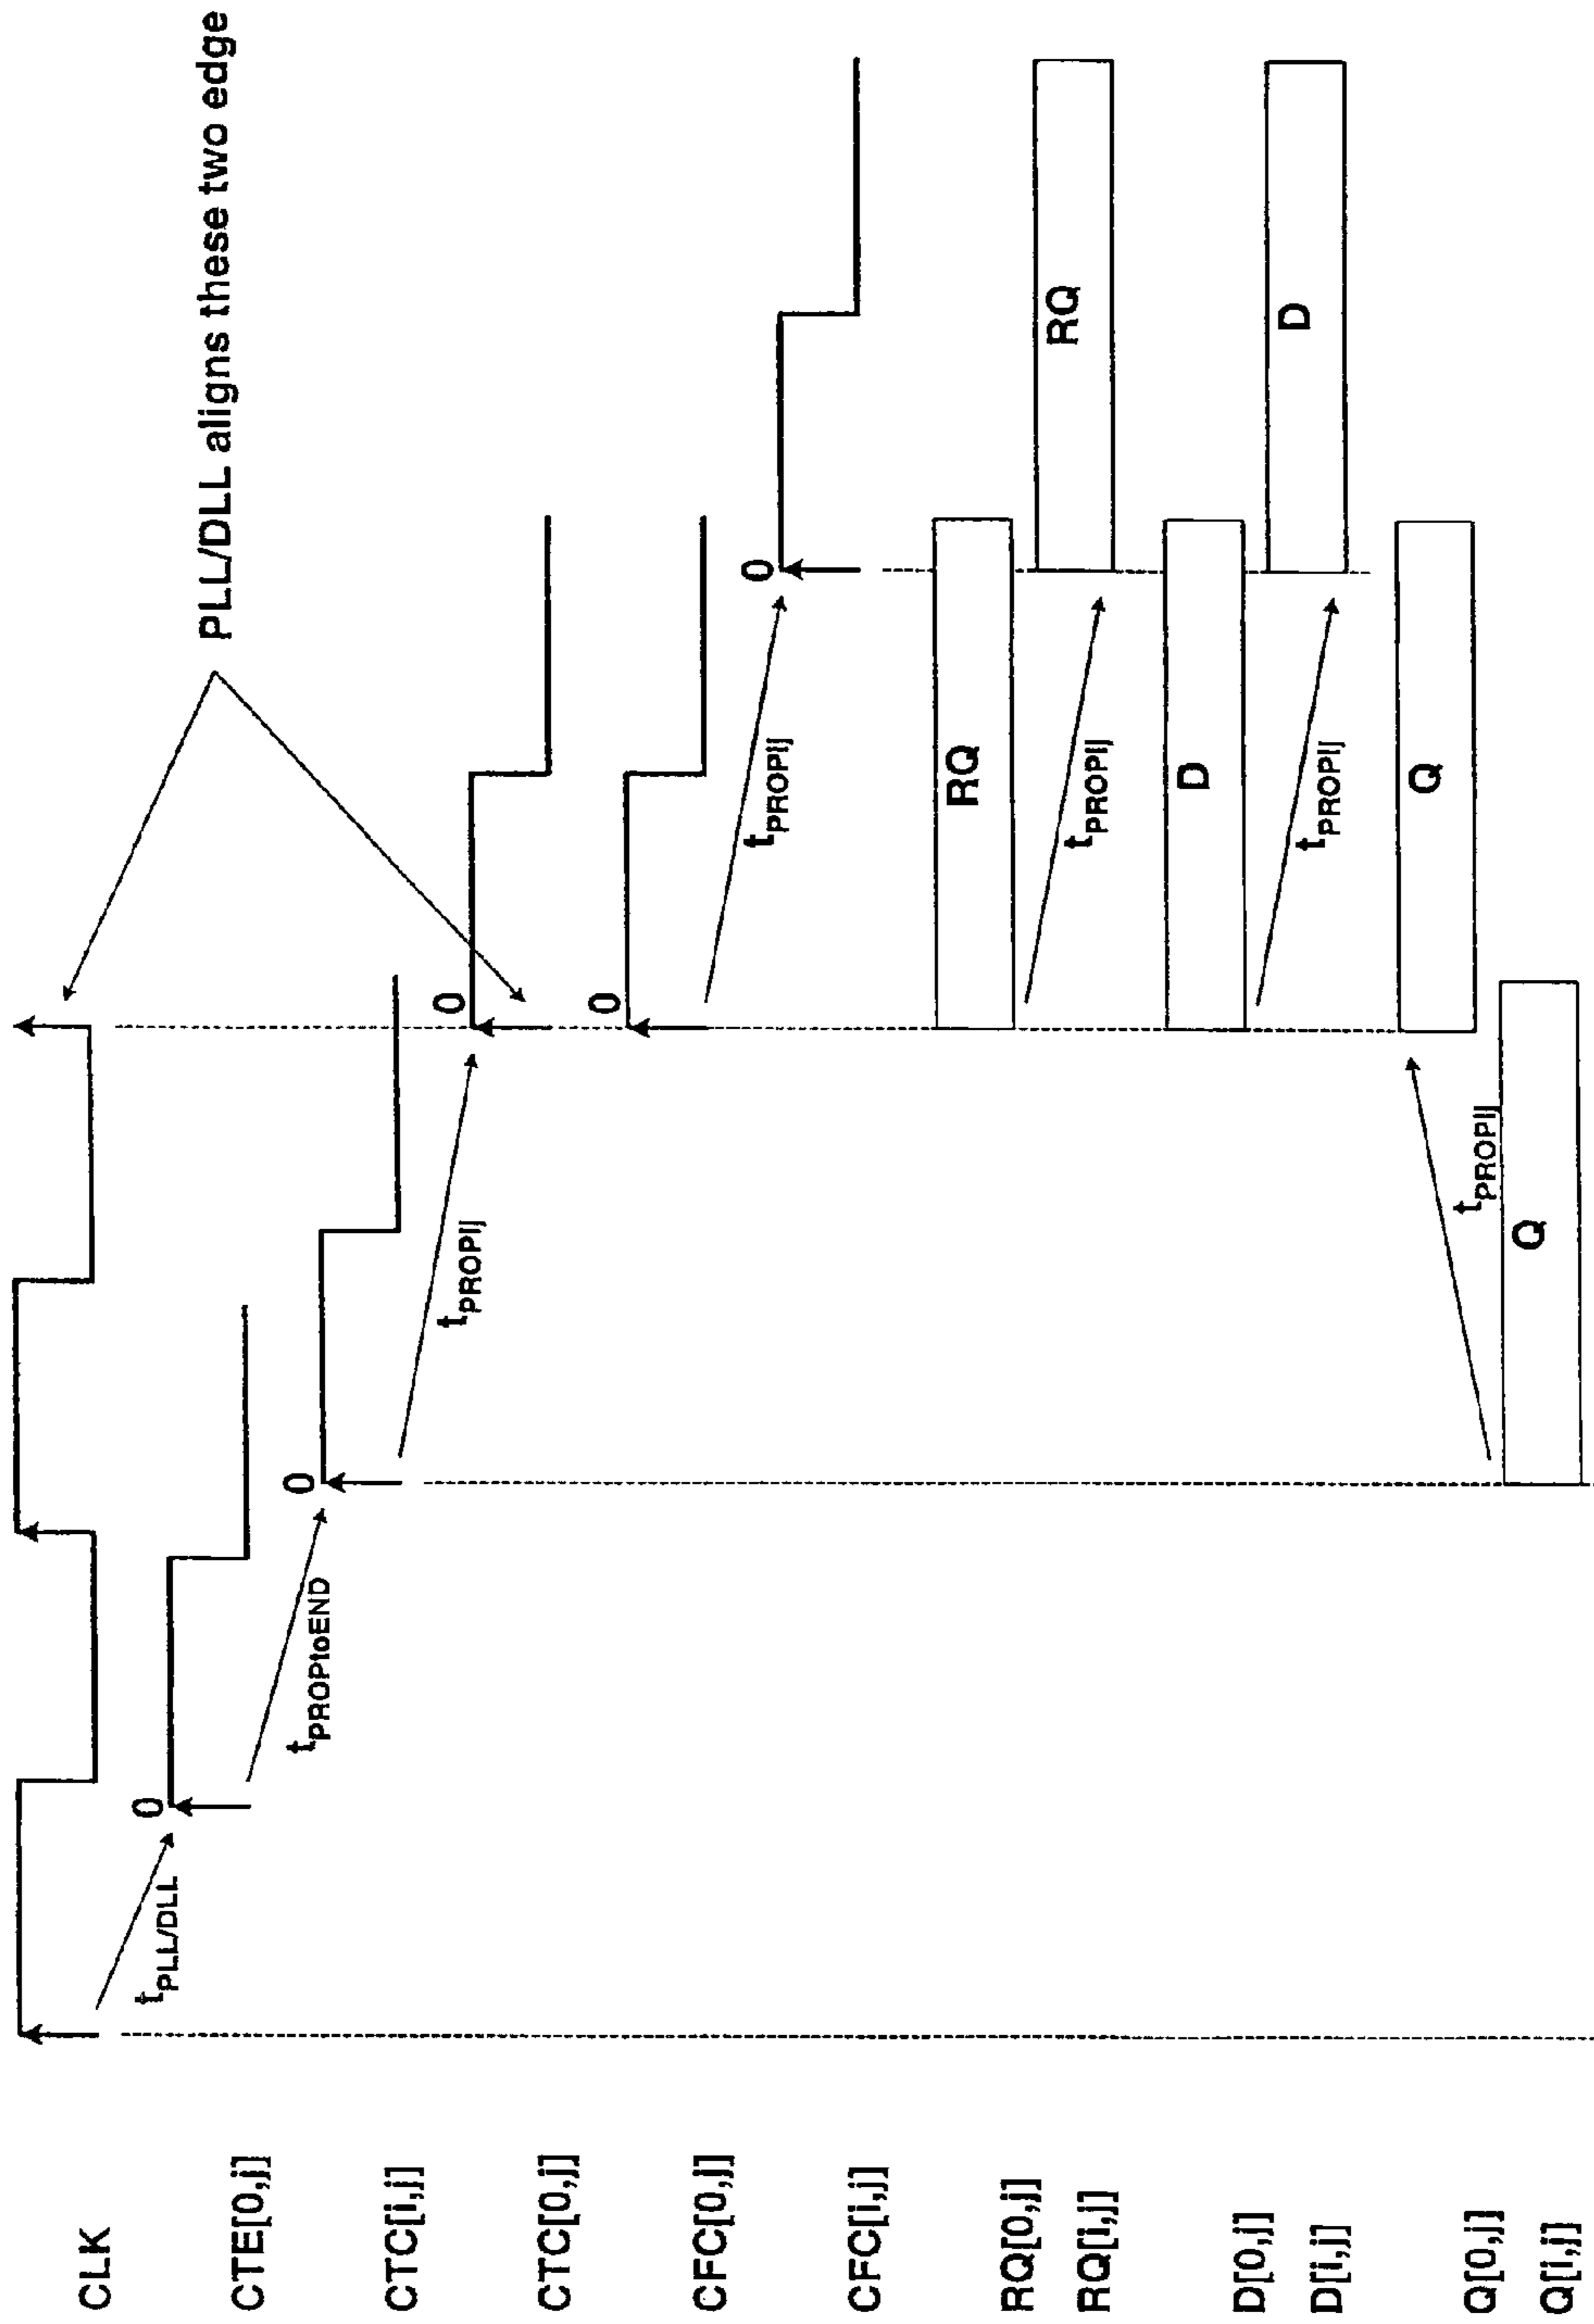 PLL/DLL aligns these two edge
CLK
tPLL/DLL
0
CTE[0,j]
tPROPtoEND
0
CTC[i,j]
tPROPij
0
CTC[0,j]
0
CFC[0,j]
tPROPij
0
CFC[i,j]
RQ
RQ[0,j]
tPROPij
RQ
RQ[i,j]
D
D[0,j]
tPROPij
D
D[i,j]
Q
Q[0,j]
tPROPij
Q
Q[i,j]